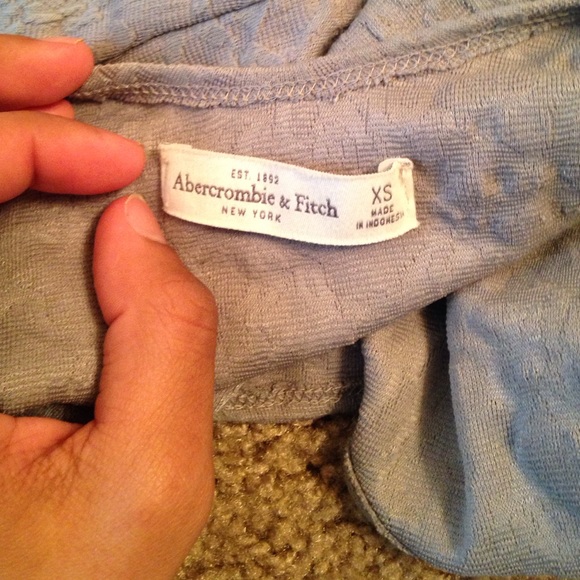 EST. 1892
Abercrombie & Fitch
NEW YORK
XS
MADE
IN INDONESIA